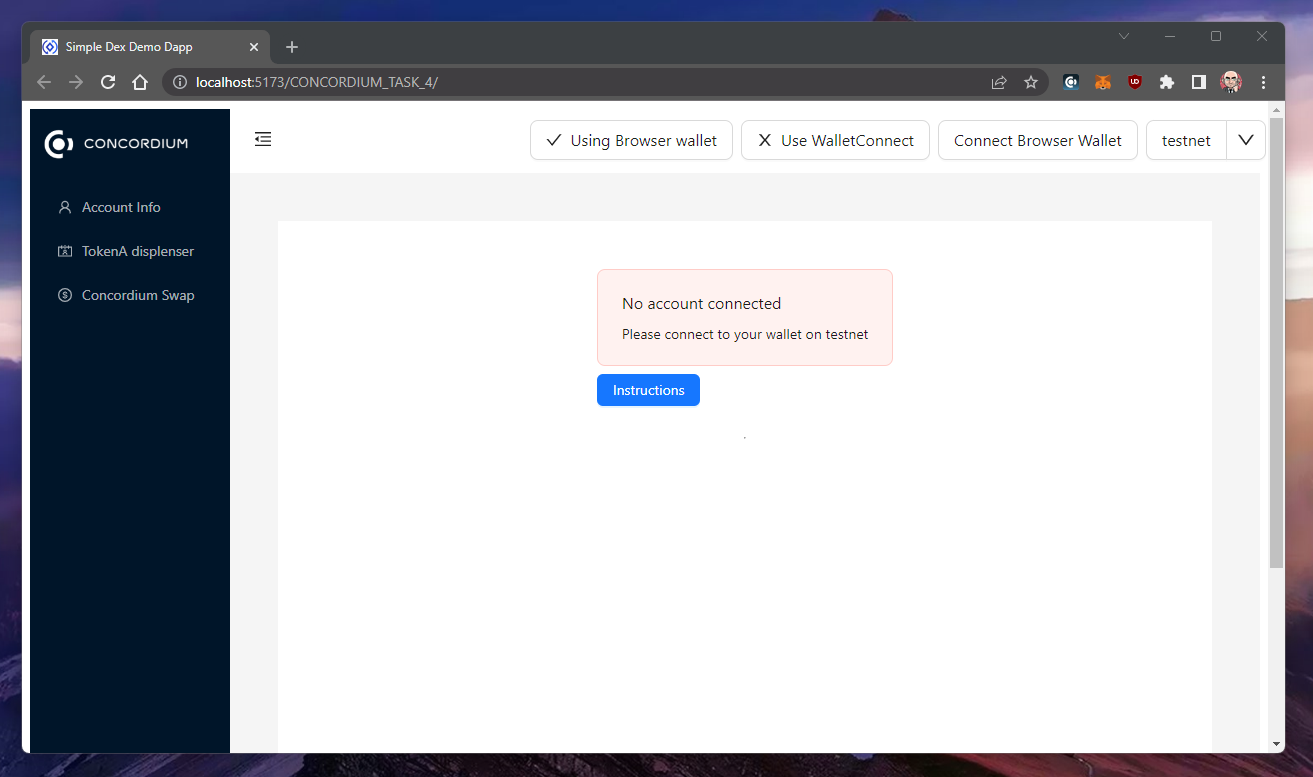 Simple Dex Demo Dapp
localhost:5173/CONCORDIUM_TASK_4/
CONCORDIUM
Using Browser wallet
Use WalletConnect
Connect Browser Wallet
testnet
Account Info
TokenA displenser
Concordium Swap
No account connected
Please connect to your wallet on testnet
Instructions